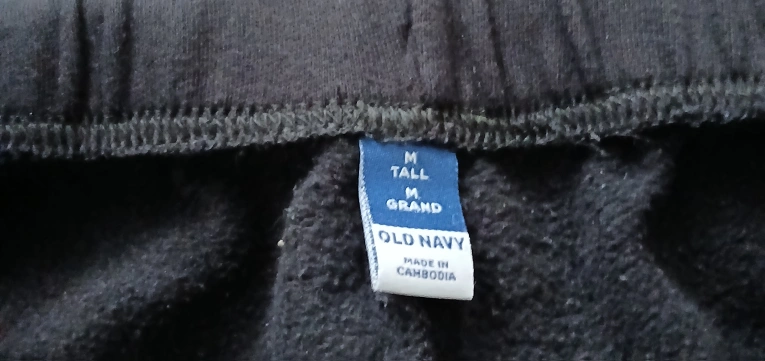 M
TALL
M
GRAND
OLD NAVY
MADE IN
CAMBODIA